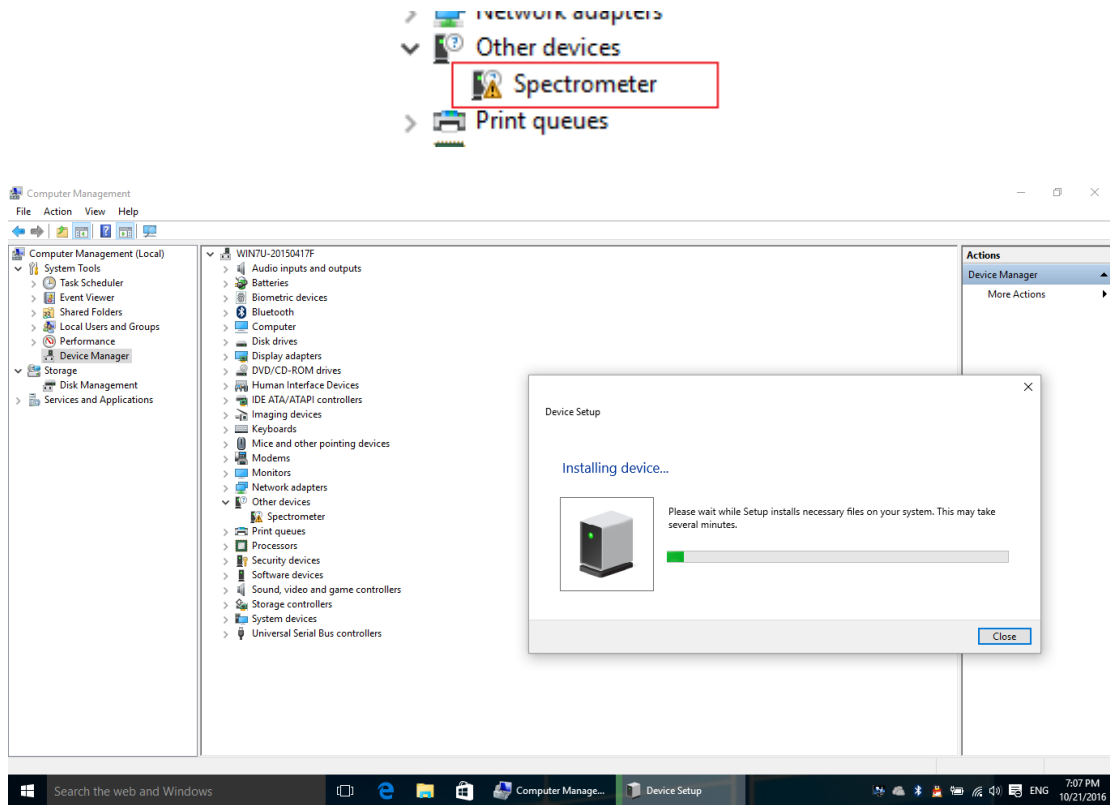 Network adapters
Other devices
Spectrometer
Print queues
Computer Management
File Action View Help
Computer Management (Local)
System Tools
Task Scheduler
Event Viewer
Shared Folders
Local Users and Groups
Performance
Device Manager
Storage
Disk Management
Services and Applications
WIN7U-20150417F
Audio inputs and outputs
Batteries
Biometric devices
Bluetooth
Computer
Disk drives
Display adapters
DVD/CD-ROM drives
Human Interface Devices
IDE ATA/ATAPI controllers
Imaging devices
Keyboards
Mice and other pointing devices
Modems
Monitors
Network adapters
Other devices
Spectrometer
Print queues
Processors
Security devices
Software devices
Sound, video and game controllers
Storage controllers
System devices
Universal Serial Bus controllers
Actions
Device Manager
More Actions
Device Setup
Installing device...
Please wait while Setup installs necessary files on your system. This may take
several minutes.
Close
Search the web and Windows
Computer Manage...
Device Setup
ENG
7:07 PM
10/21/2016